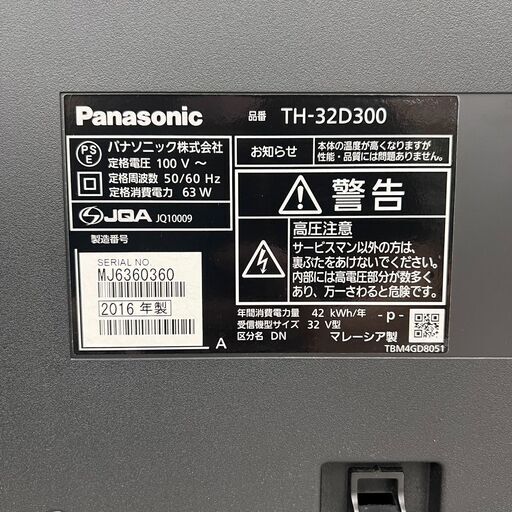 Panasonic
品番 TH-32D300
PSE
パナソニック株式会社
定格電圧 100 V ～
定格周波数 50/60 Hz
定格消費電力 63 W
JQA JQ10009
製造番号
SERIAL NO.
MJ6360360
2016 年製
A
お知らせ
本体の温度が高くなりますが
性能・品質には問題ありません。
警告
高圧注意
サービスマン以外の方は、
裏ぶたをあけないでください。
内部には高電圧部分が数多く
あり、万一さわると危険です。
年間消費電力量 42 kWh/年 -p-
受信機型サイズ 32 V型
区分名 DN マレーシア製
TBM4GD8051